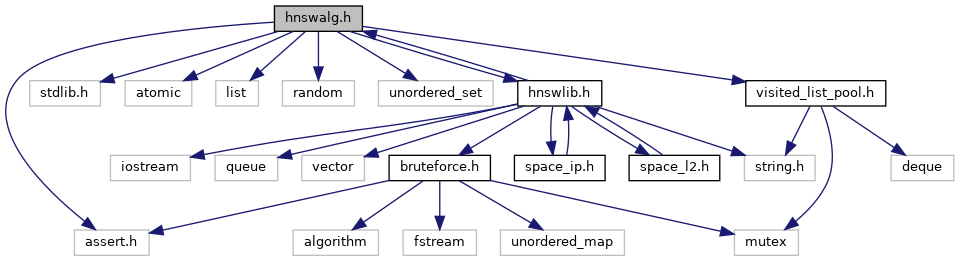 hnswalg.h
stdlib.h
atomic
list
random
unordered_set
hnswlib.h
visited_list_pool.h
iostream
queue
vector
bruteforce.h
space_ip.h
space_l2.h
string.h
deque
assert.h
algorithm
fstream
unordered_map
mutex